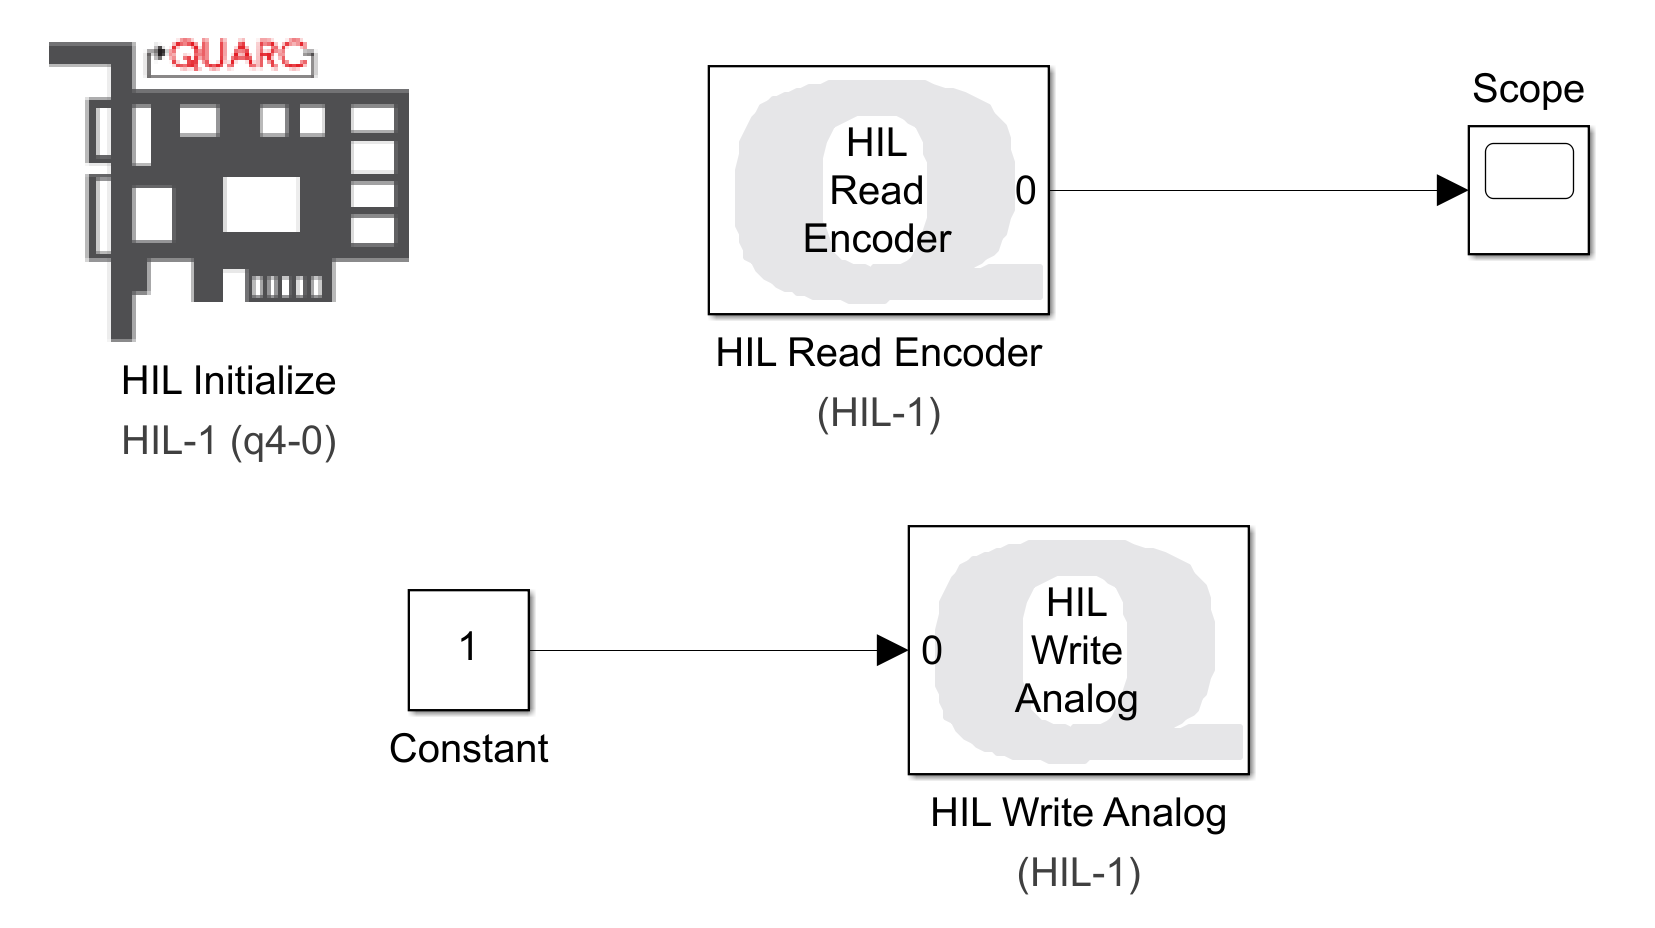 QUARC
HIL Initialize
HIL-1 (q4-0)
HIL
Read
Encoder
0
HIL Read Encoder
(HIL-1)
Scope
1
Constant
0
HIL
Write
Analog
HIL Write Analog
(HIL-1)